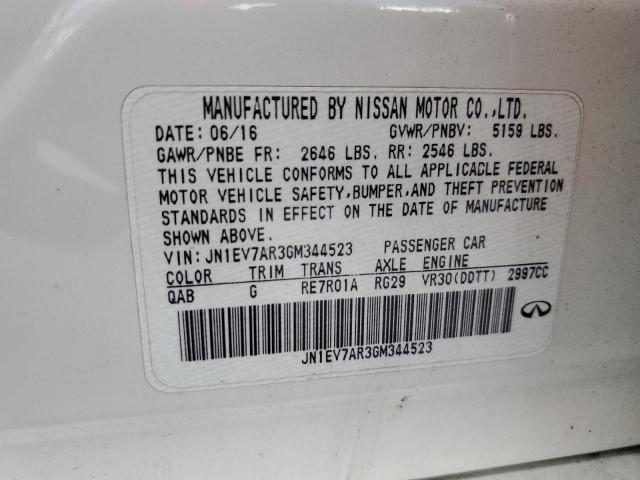 MANUFACTURED BY NISSAN MOTOR CO.,LTD.
DATE: 06/16 GVWR/PNBV: 5159 LBS.
GAWR/PNBE FR: 2646 LBS. RR: 2546 LBS.
THIS VEHICLE CONFORMS TO ALL APPLICABLE FEDERAL
MOTOR VEHICLE SAFETY,BUMPER,AND THEFT PREVENTION
STANDARDS IN EFFECT ON THE DATE OF MANUFACTURE
SHOWN ABOVE.
VIN: JN1EV7AR3GM344523 PASSENGER CAR
COLOR TRIM TRANS AXLE ENGINE
QAB G RE7R01A RG29 VR30(DDTT) 2997CC
JN1EV7AR3GM344523